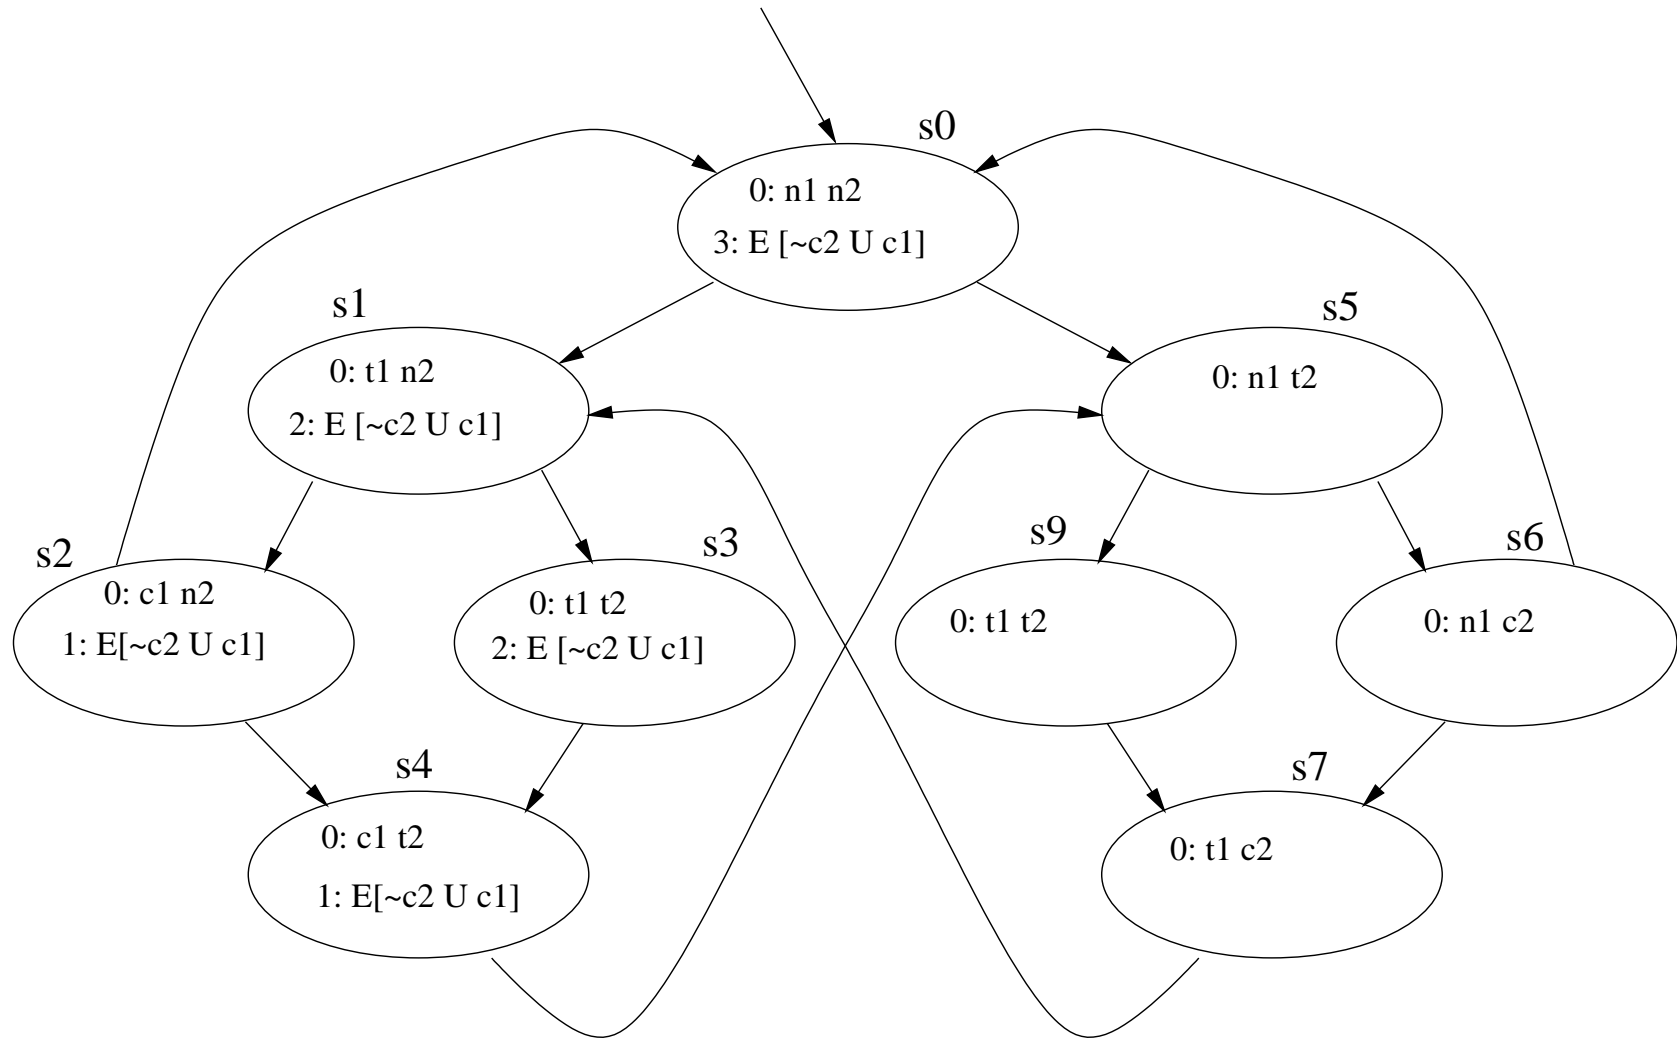 s0
0: n1 n2
3: E [~c2 U c1]
s1
0: t1 n2
2: E [~c2 U c1]
s5
0: n1 t2
s2
0: c1 n2
1: E[~c2 U c1]
s3
0: t1 t2
2: E [~c2 U c1]
s9
0: t1 t2
s6
0: n1 c2
s4
0: c1 t2
1: E[~c2 U c1]
s7
0: t1 c2